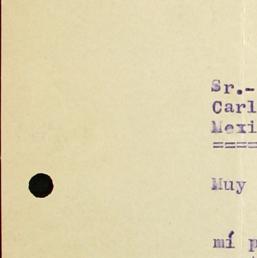 Sr.-
Carl
Mexi
====
Muy
mí p